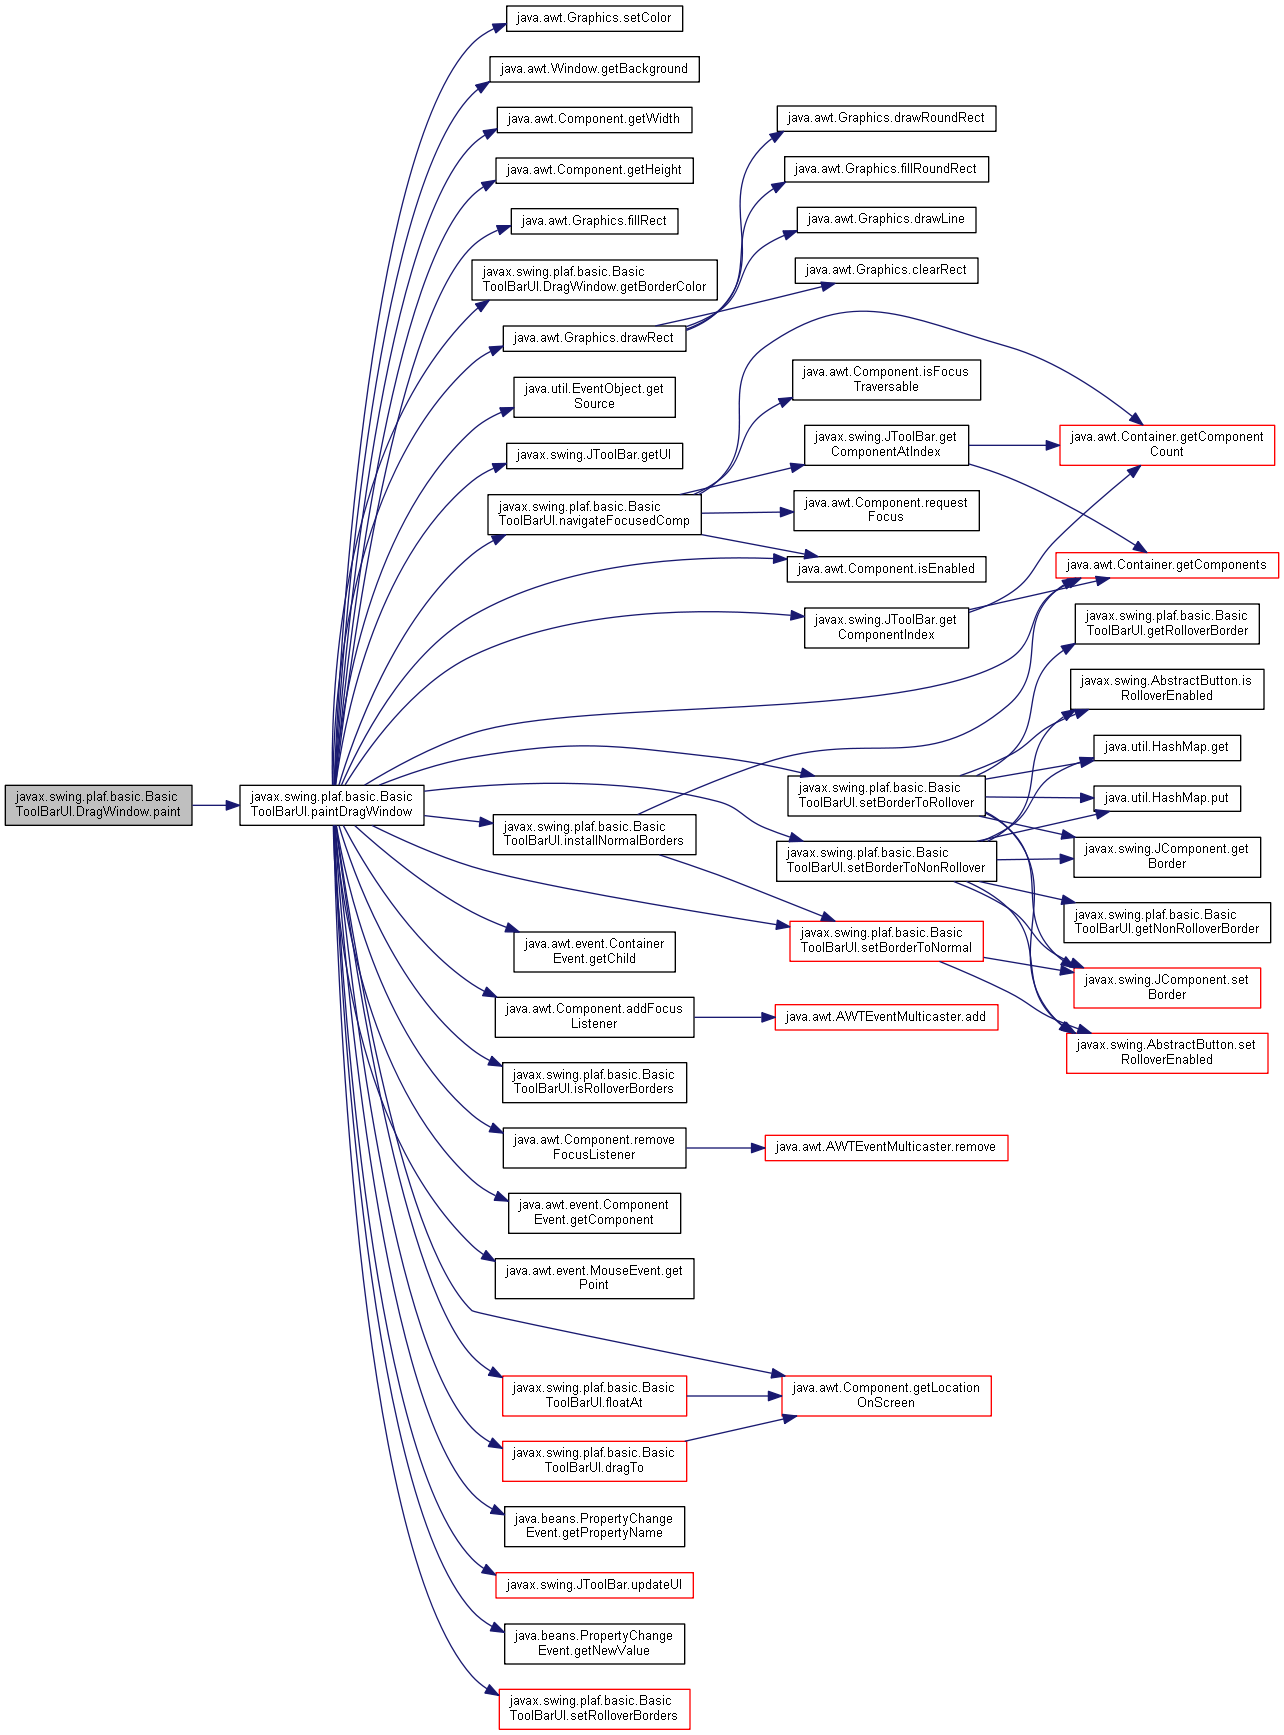 javax.swing.plaf.basic.Basic
ToolBarUI.DragWindow.paint
javax.swing.plaf.basic.Basic
ToolBarUI.paintDragWindow
java.awt.Graphics.setColor
java.awt.Window.getBackground
java.awt.Component.getWidth
java.awt.Component.getHeight
java.awt.Graphics.fillRect
javax.swing.plaf.basic.Basic
ToolBarUI.DragWindow.getBorderColor
java.awt.Graphics.drawRect
java.util.EventObject.get
Source
javax.swing.JToolBar.getUI
javax.swing.plaf.basic.Basic
ToolBarUI.navigateFocusedComp
javax.swing.plaf.basic.Basic
ToolBarUI.installNormalBorders
java.awt.event.Container
Event.getChild
java.awt.Component.addFocus
Listener
javax.swing.plaf.basic.Basic
ToolBarUI.isRolloverBorders
java.awt.Component.remove
FocusListener
java.awt.event.Component
Event.getComponent
java.awt.event.MouseEvent.get
Point
javax.swing.plaf.basic.Basic
ToolBarUI.floatAt
javax.swing.plaf.basic.Basic
ToolBarUI.dragTo
java.beans.PropertyChange
Event.getPropertyName
javax.swing.JToolBar.updateUI
java.beans.PropertyChange
Event.getNewValue
javax.swing.plaf.basic.Basic
ToolBarUI.setRolloverBorders
java.awt.Graphics.drawRoundRect
java.awt.Graphics.fillRoundRect
java.awt.Graphics.drawLine
java.awt.Graphics.clearRect
java.awt.Component.isFocus
Traversable
javax.swing.JToolBar.get
ComponentAtIndex
java.awt.Component.request
Focus
java.awt.Component.isEnabled
javax.swing.JToolBar.get
ComponentIndex
javax.swing.plaf.basic.Basic
ToolBarUI.setBorderToRollover
javax.swing.plaf.basic.Basic
ToolBarUI.setBorderToNonRollover
javax.swing.plaf.basic.Basic
ToolBarUI.setBorderToNormal
java.awt.AWTEventMulticaster.add
java.awt.AWTEventMulticaster.remove
java.awt.Component.getLocation
OnScreen
java.awt.Container.getComponent
Count
java.awt.Container.getComponents
javax.swing.plaf.basic.Basic
ToolBarUI.getRolloverBorder
javax.swing.AbstractButton.is
RolloverEnabled
java.util.HashMap.get
java.util.HashMap.put
javax.swing.JComponent.get
Border
javax.swing.plaf.basic.Basic
ToolBarUI.getNonRolloverBorder
javax.swing.JComponent.set
Border
javax.swing.AbstractButton.set
RolloverEnabled